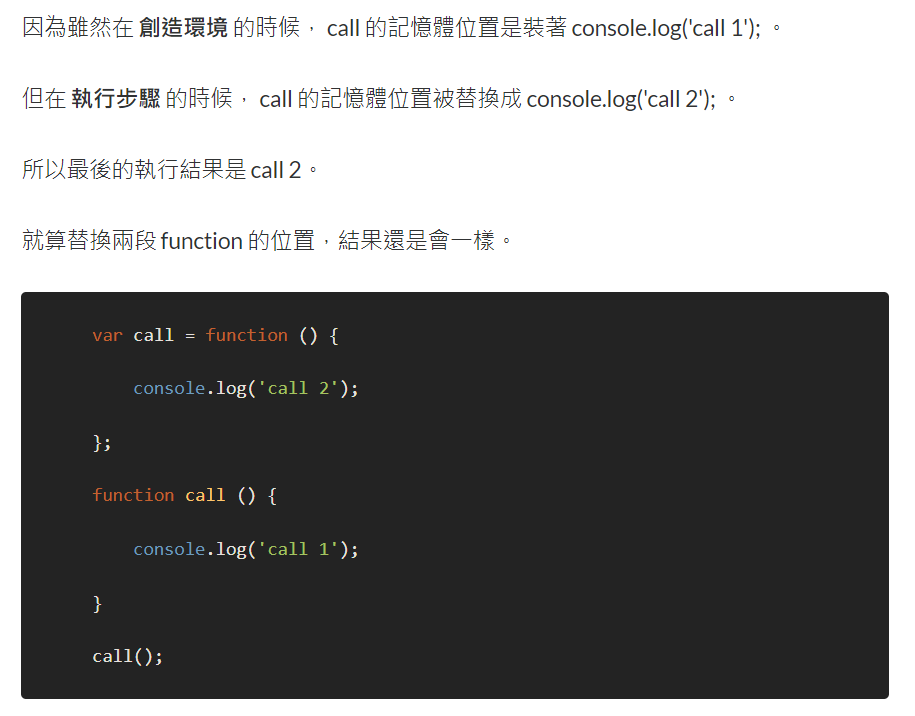 因為雖然在 創造環境 的時候， call 的記憶體位置是裝著 console.log('call 1'); 。
但在 執行步驟 的時候， call 的記憶體位置被替換成 console.log('call 2'); 。
所以最後的執行結果是 call 2 。
就算替換兩段 function 的位置，結果還是會一樣。
var call = function () {
console.log('call 2');
};
function call () {
console.log('call 1');
}
call();